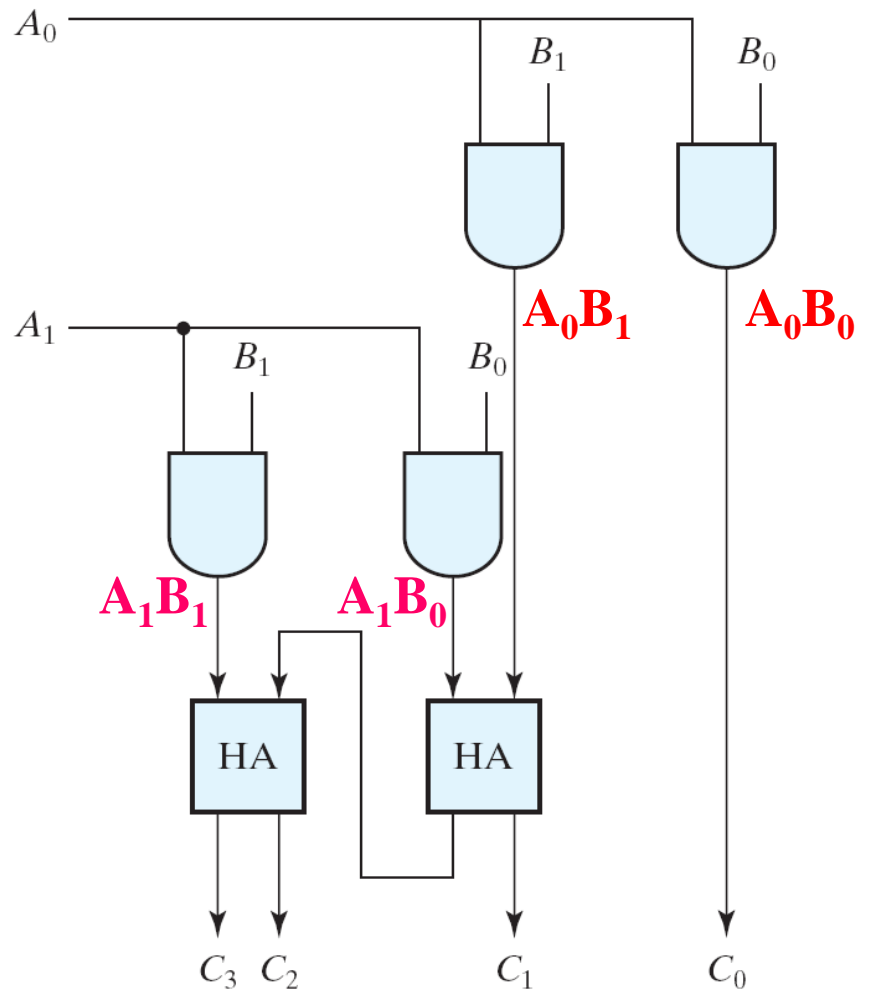 A₀
B₁ B₀
A₀B₁ A₀B₀
A₁
B₁ B₀
A₁B₁ A₁B₀
HA HA
C₃ C₂ C₁ C₀